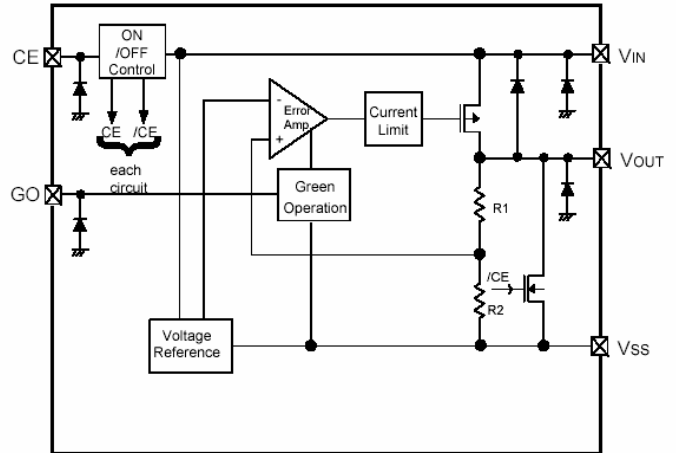 CE
ON
/OFF
Control
VIN
-
Error
Amp
+
Current
Limit
CE /CE
each
circuit
VOUT
GO
Green
Operation
R1
/CE
R2
Voltage
Reference
VSS